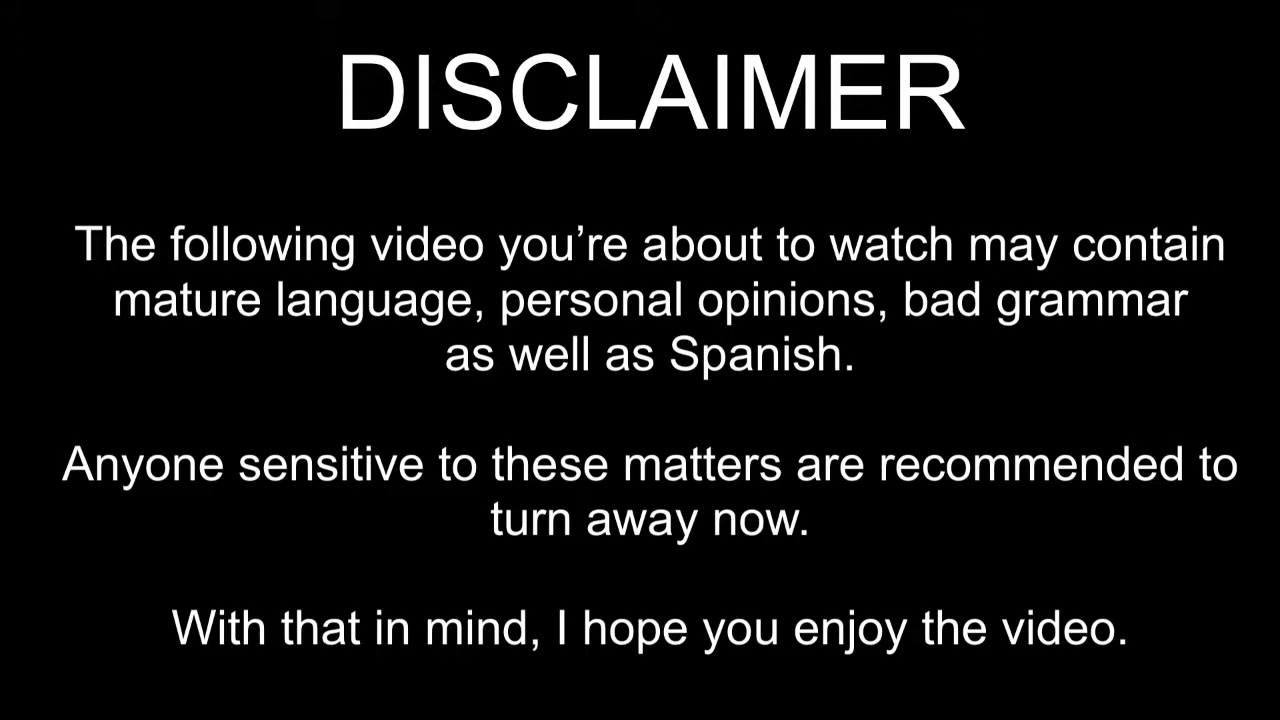 DISCLAIMER
The following video you’re about to watch may contain
mature language, personal opinions, bad grammar
as well as Spanish.
Anyone sensitive to these matters are recommended to
turn away now.
With that in mind, I hope you enjoy the video.